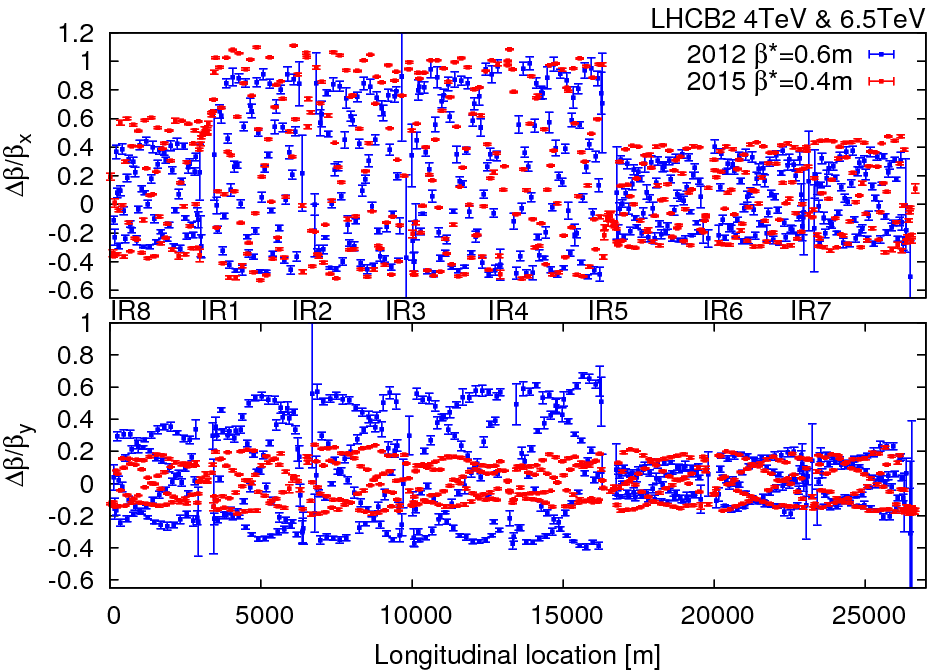 LHCB2 4TeV & 6.5TeV
2012 β*=0.6m
2015 β*=0.4m
Δβ/βx
1.2
1
0.8
0.6
0.4
0.2
0
-0.2
-0.4
-0.6
IR8 IR1 IR2 IR3 IR4 IR5 IR6 IR7
Δβ/βy
1
0.8
0.6
0.4
0.2
0
-0.2
-0.4
-0.6
0 5000 10000 15000 20000 25000
Longitudinal location [m]